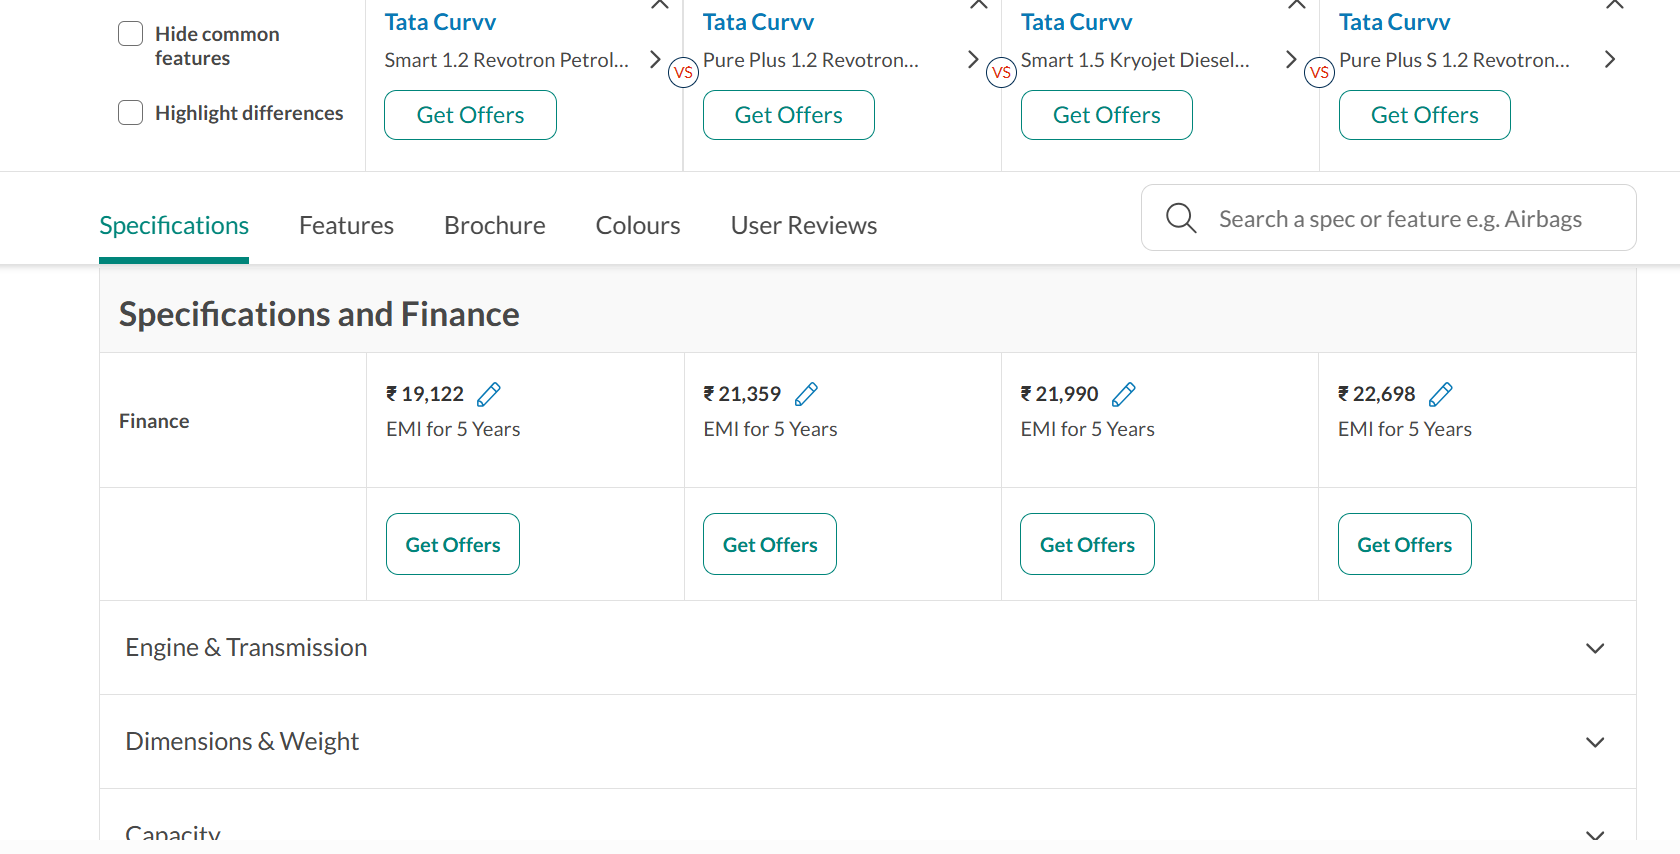 Hide common
features
Highlight differences
Tata Curvv
Smart 1.2 Revotron Petrol...
Get Offers
VS
Tata Curvv
Pure Plus 1.2 Revotron...
Get Offers
VS
Tata Curvv
Smart 1.5 Kryojet Diesel...
Get Offers
VS
Tata Curvv
Pure Plus S 1.2 Revotron...
Get Offers
Specifications Features Brochure Colours User Reviews
Search a spec or feature e.g. Airbags
Specifications and Finance
Finance
₹ 19,122
EMI for 5 Years
₹ 21,359
EMI for 5 Years
₹ 21,990
EMI for 5 Years
₹ 22,698
EMI for 5 Years
Get Offers Get Offers Get Offers Get Offers
Engine & Transmission
Dimensions & Weight
Capacity